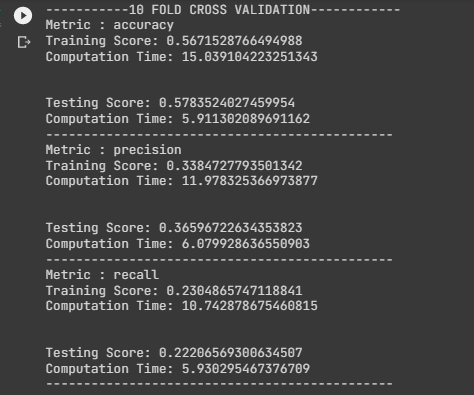 -----------10 FOLD CROSS VALIDATION------------
Metric : accuracy
Training Score: 0.5671528766494988
Computation Time: 15.039104223251343
Testing Score: 0.5783524027459954
Computation Time: 5.911302089691162
----------------------------------------------
Metric : precision
Training Score: 0.3384727793501342
Computation Time: 11.978325366973877
Testing Score: 0.36596722634353823
Computation Time: 6.079928636550903
----------------------------------------------
Metric : recall
Training Score: 0.2304865747118841
Computation Time: 10.742878675460815
Testing Score: 0.22206569300634507
Computation Time: 5.930295467376709
----------------------------------------------